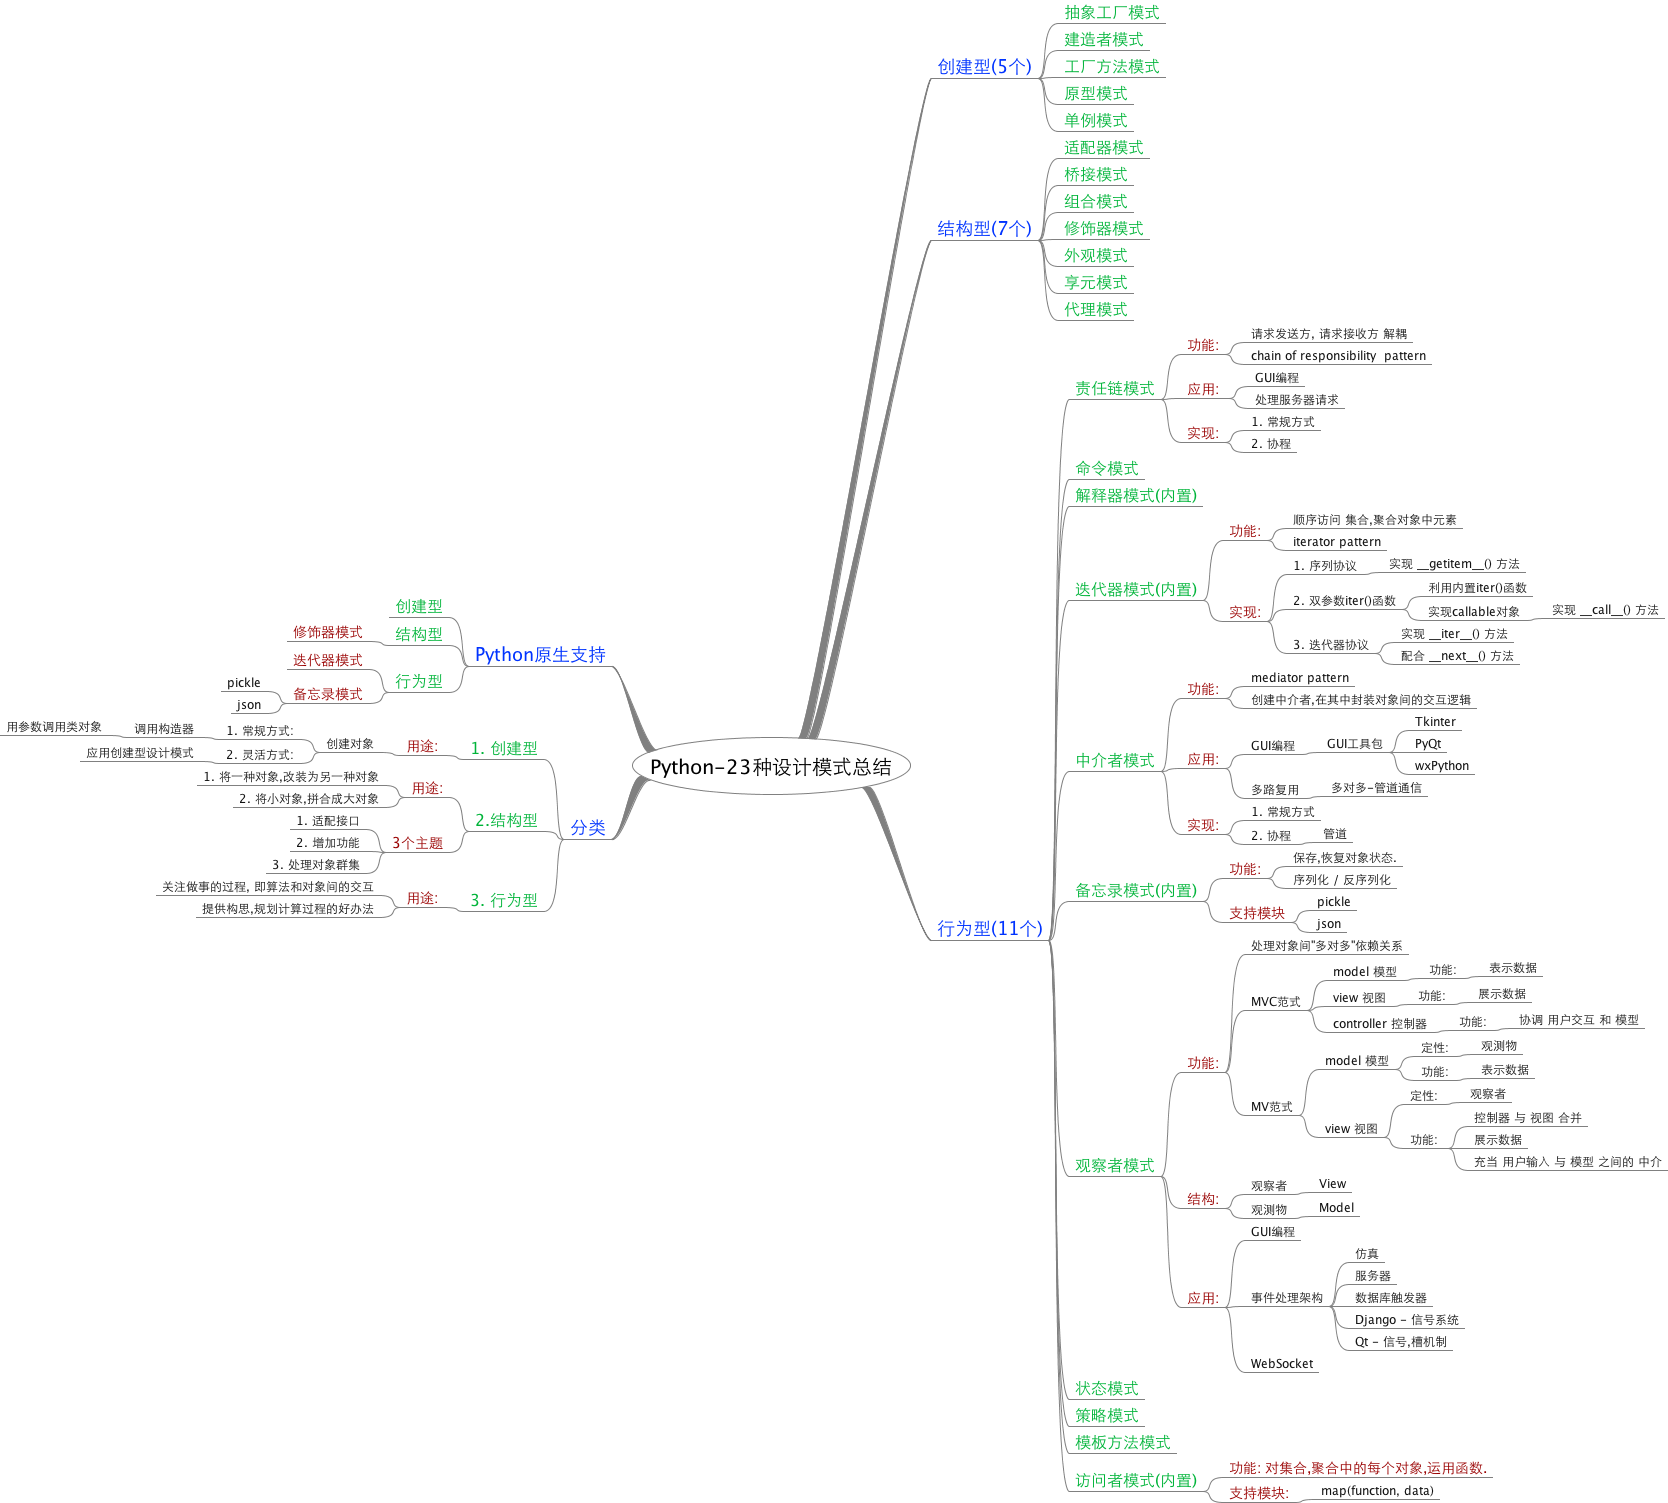 Python-23种设计模式总结
创建型(5个)
抽象工厂模式
建造者模式
工厂方法模式
原型模式
单例模式
结构型(7个)
适配器模式
桥接模式
组合模式
修饰器模式
外观模式
享元模式
代理模式
行为型(11个)
责任链模式
功能:
请求发送方, 请求接收方 解耦
chain of responsibility  pattern
应用:
GUI编程
处理服务器请求
实现:
1. 常规方式
2. 协程
命令模式
解释器模式(内置)
迭代器模式(内置)
功能:
顺序访问 集合,聚合对象中元素
iterator pattern
实现:
1. 序列协议
实现 __getitem__() 方法
2. 双参数iter()函数
利用内置iter()函数
实现callable对象
实现 __call__() 方法
3. 迭代器协议
实现 __iter__() 方法
配合 __next__() 方法
中介者模式
功能:
mediator pattern
创建中介者,在其中封装对象间的交互逻辑
应用:
GUI编程
GUI工具包
Tkinter
PyQt
wxPython
多路复用
多对多-管道通信
实现:
1. 常规方式
2. 协程
管道
备忘录模式(内置)
功能:
保存,恢复对象状态.
序列化 / 反序列化
支持模块
pickle
json
观察者模式
功能:
处理对象间"多对多"依赖关系
MVC范式
model 模型
功能:
表示数据
view 视图
功能:
展示数据
controller 控制器
功能:
协调 用户交互 和 模型
MV范式
model 模型
定性:
观测物
功能:
表示数据
view 视图
定性:
观察者
功能:
控制器 与 视图 合并
展示数据
充当 用户输入 与 模型 之间的 中介
结构:
观察者
View
观测物
Model
应用:
GUI编程
事件处理架构
仿真
服务器
数据库触发器
Django - 信号系统
Qt - 信号,槽机制
WebSocket
状态模式
策略模式
模板方法模式
访问者模式(内置)
功能: 对集合,聚合中的每个对象,运用函数.
支持模块:
map(function, data)
Python原生支持
创建型
结构型
修饰器模式
行为型
迭代器模式
备忘录模式
pickle
json
分类
1. 创建型
用途:
创建对象
1. 常规方式:
调用构造器
用参数调用类对象
2. 灵活方式:
应用创建型设计模式
2.结构型
用途:
1. 将一种对象,改装为另一种对象
2. 将小对象,拼合成大对象
3个主题
1. 适配接口
2. 增加功能
3. 处理对象群集
3. 行为型
用途:
关注做事的过程, 即算法和对象间的交互
提供构思,规划计算过程的好办法